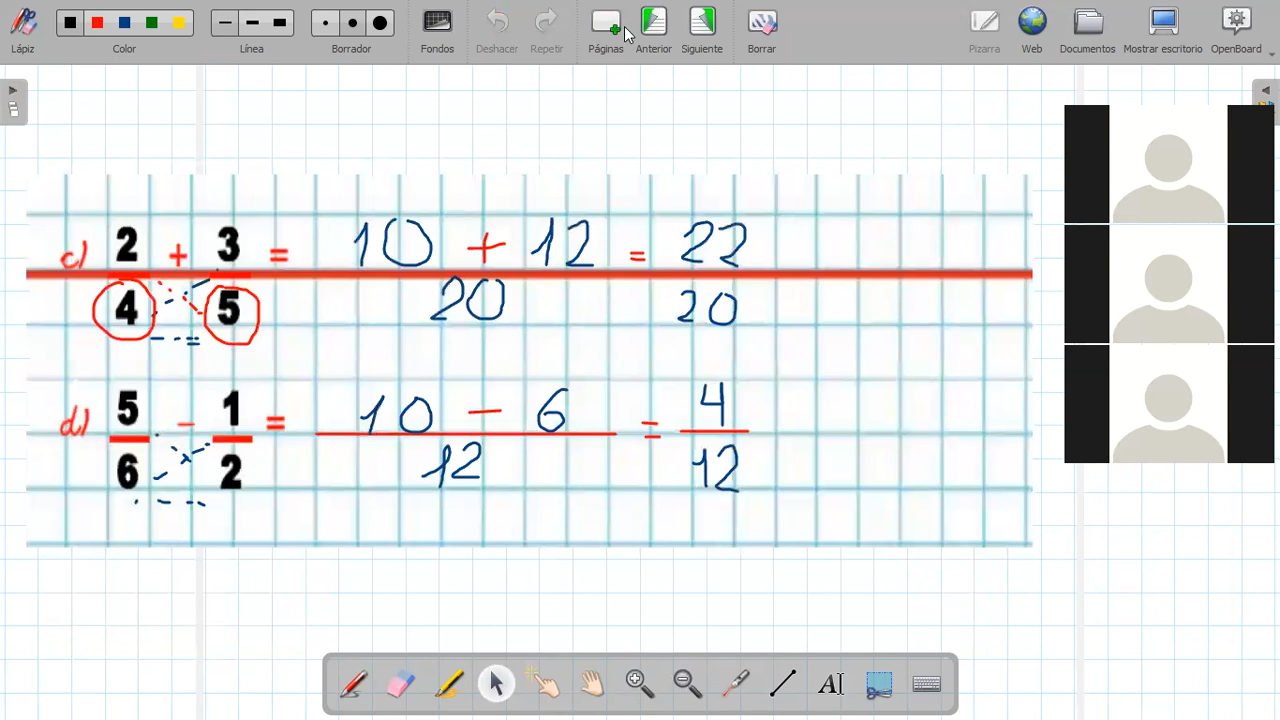 Lápiz Color Línea Borrador Fondos Deshacer Repetir Páginas Anterior Siguiente Borrar Pizarra Web Documentos Mostrar escritorio OpenBoard
c) 2 + 3 = 10 + 12 = 22
4 5 20 20
d) 5 - 1 = 10 - 6 = 4
6 2 12 12
AI